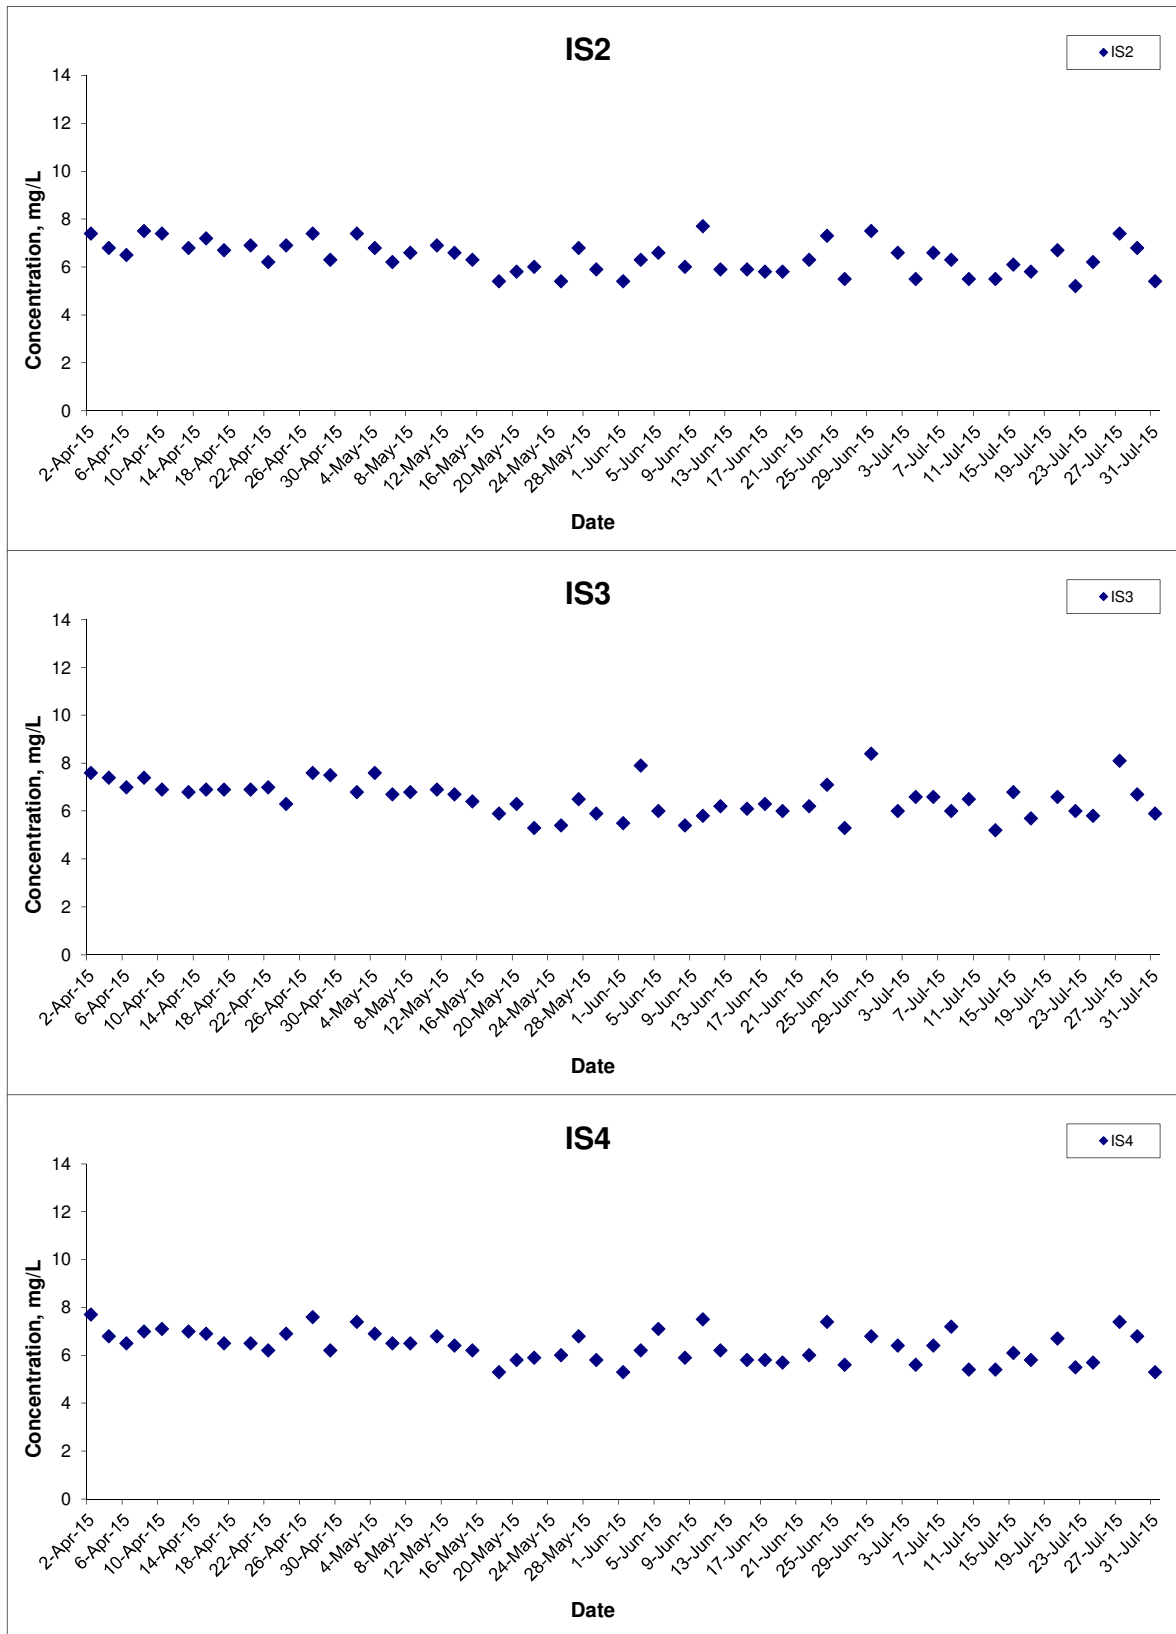 IS2
IS2
14
12
10
8
6
4
2
0
Concentration, mg/L
2-Apr-15
6-Apr-15
10-Apr-15
14-Apr-15
18-Apr-15
22-Apr-15
26-Apr-15
30-Apr-15
4-May-15
8-May-15
12-May-15
16-May-15
20-May-15
24-May-15
28-May-15
1-Jun-15
5-Jun-15
9-Jun-15
13-Jun-15
17-Jun-15
21-Jun-15
25-Jun-15
29-Jun-15
3-Jul-15
7-Jul-15
11-Jul-15
15-Jul-15
19-Jul-15
23-Jul-15
27-Jul-15
31-Jul-15
Date
IS3
IS3
14
12
10
8
6
4
2
0
Concentration, mg/L
2-Apr-15
6-Apr-15
10-Apr-15
14-Apr-15
18-Apr-15
22-Apr-15
26-Apr-15
30-Apr-15
4-May-15
8-May-15
12-May-15
16-May-15
20-May-15
24-May-15
28-May-15
1-Jun-15
5-Jun-15
9-Jun-15
13-Jun-15
17-Jun-15
21-Jun-15
25-Jun-15
29-Jun-15
3-Jul-15
7-Jul-15
11-Jul-15
15-Jul-15
19-Jul-15
23-Jul-15
27-Jul-15
31-Jul-15
Date
IS4
IS4
14
12
10
8
6
4
2
0
Concentration, mg/L
2-Apr-15
6-Apr-15
10-Apr-15
14-Apr-15
18-Apr-15
22-Apr-15
26-Apr-15
30-Apr-15
4-May-15
8-May-15
12-May-15
16-May-15
20-May-15
24-May-15
28-May-15
1-Jun-15
5-Jun-15
9-Jun-15
13-Jun-15
17-Jun-15
21-Jun-15
25-Jun-15
29-Jun-15
3-Jul-15
7-Jul-15
11-Jul-15
15-Jul-15
19-Jul-15
23-Jul-15
27-Jul-15
31-Jul-15
Date